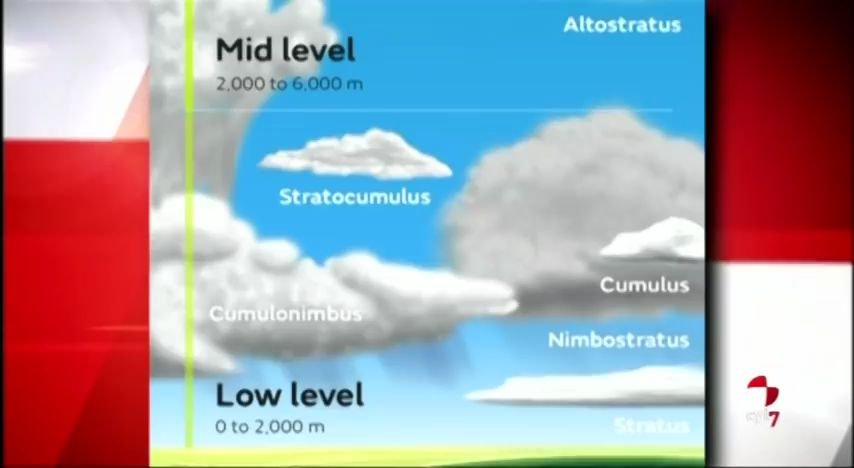 Altostratus
Mid level
2,000 to 6,000 m
Stratocumulus
Cumulus
Cumulonimbus
Nimbostratus
Low level
0 to 2,000 m
Stratus
7